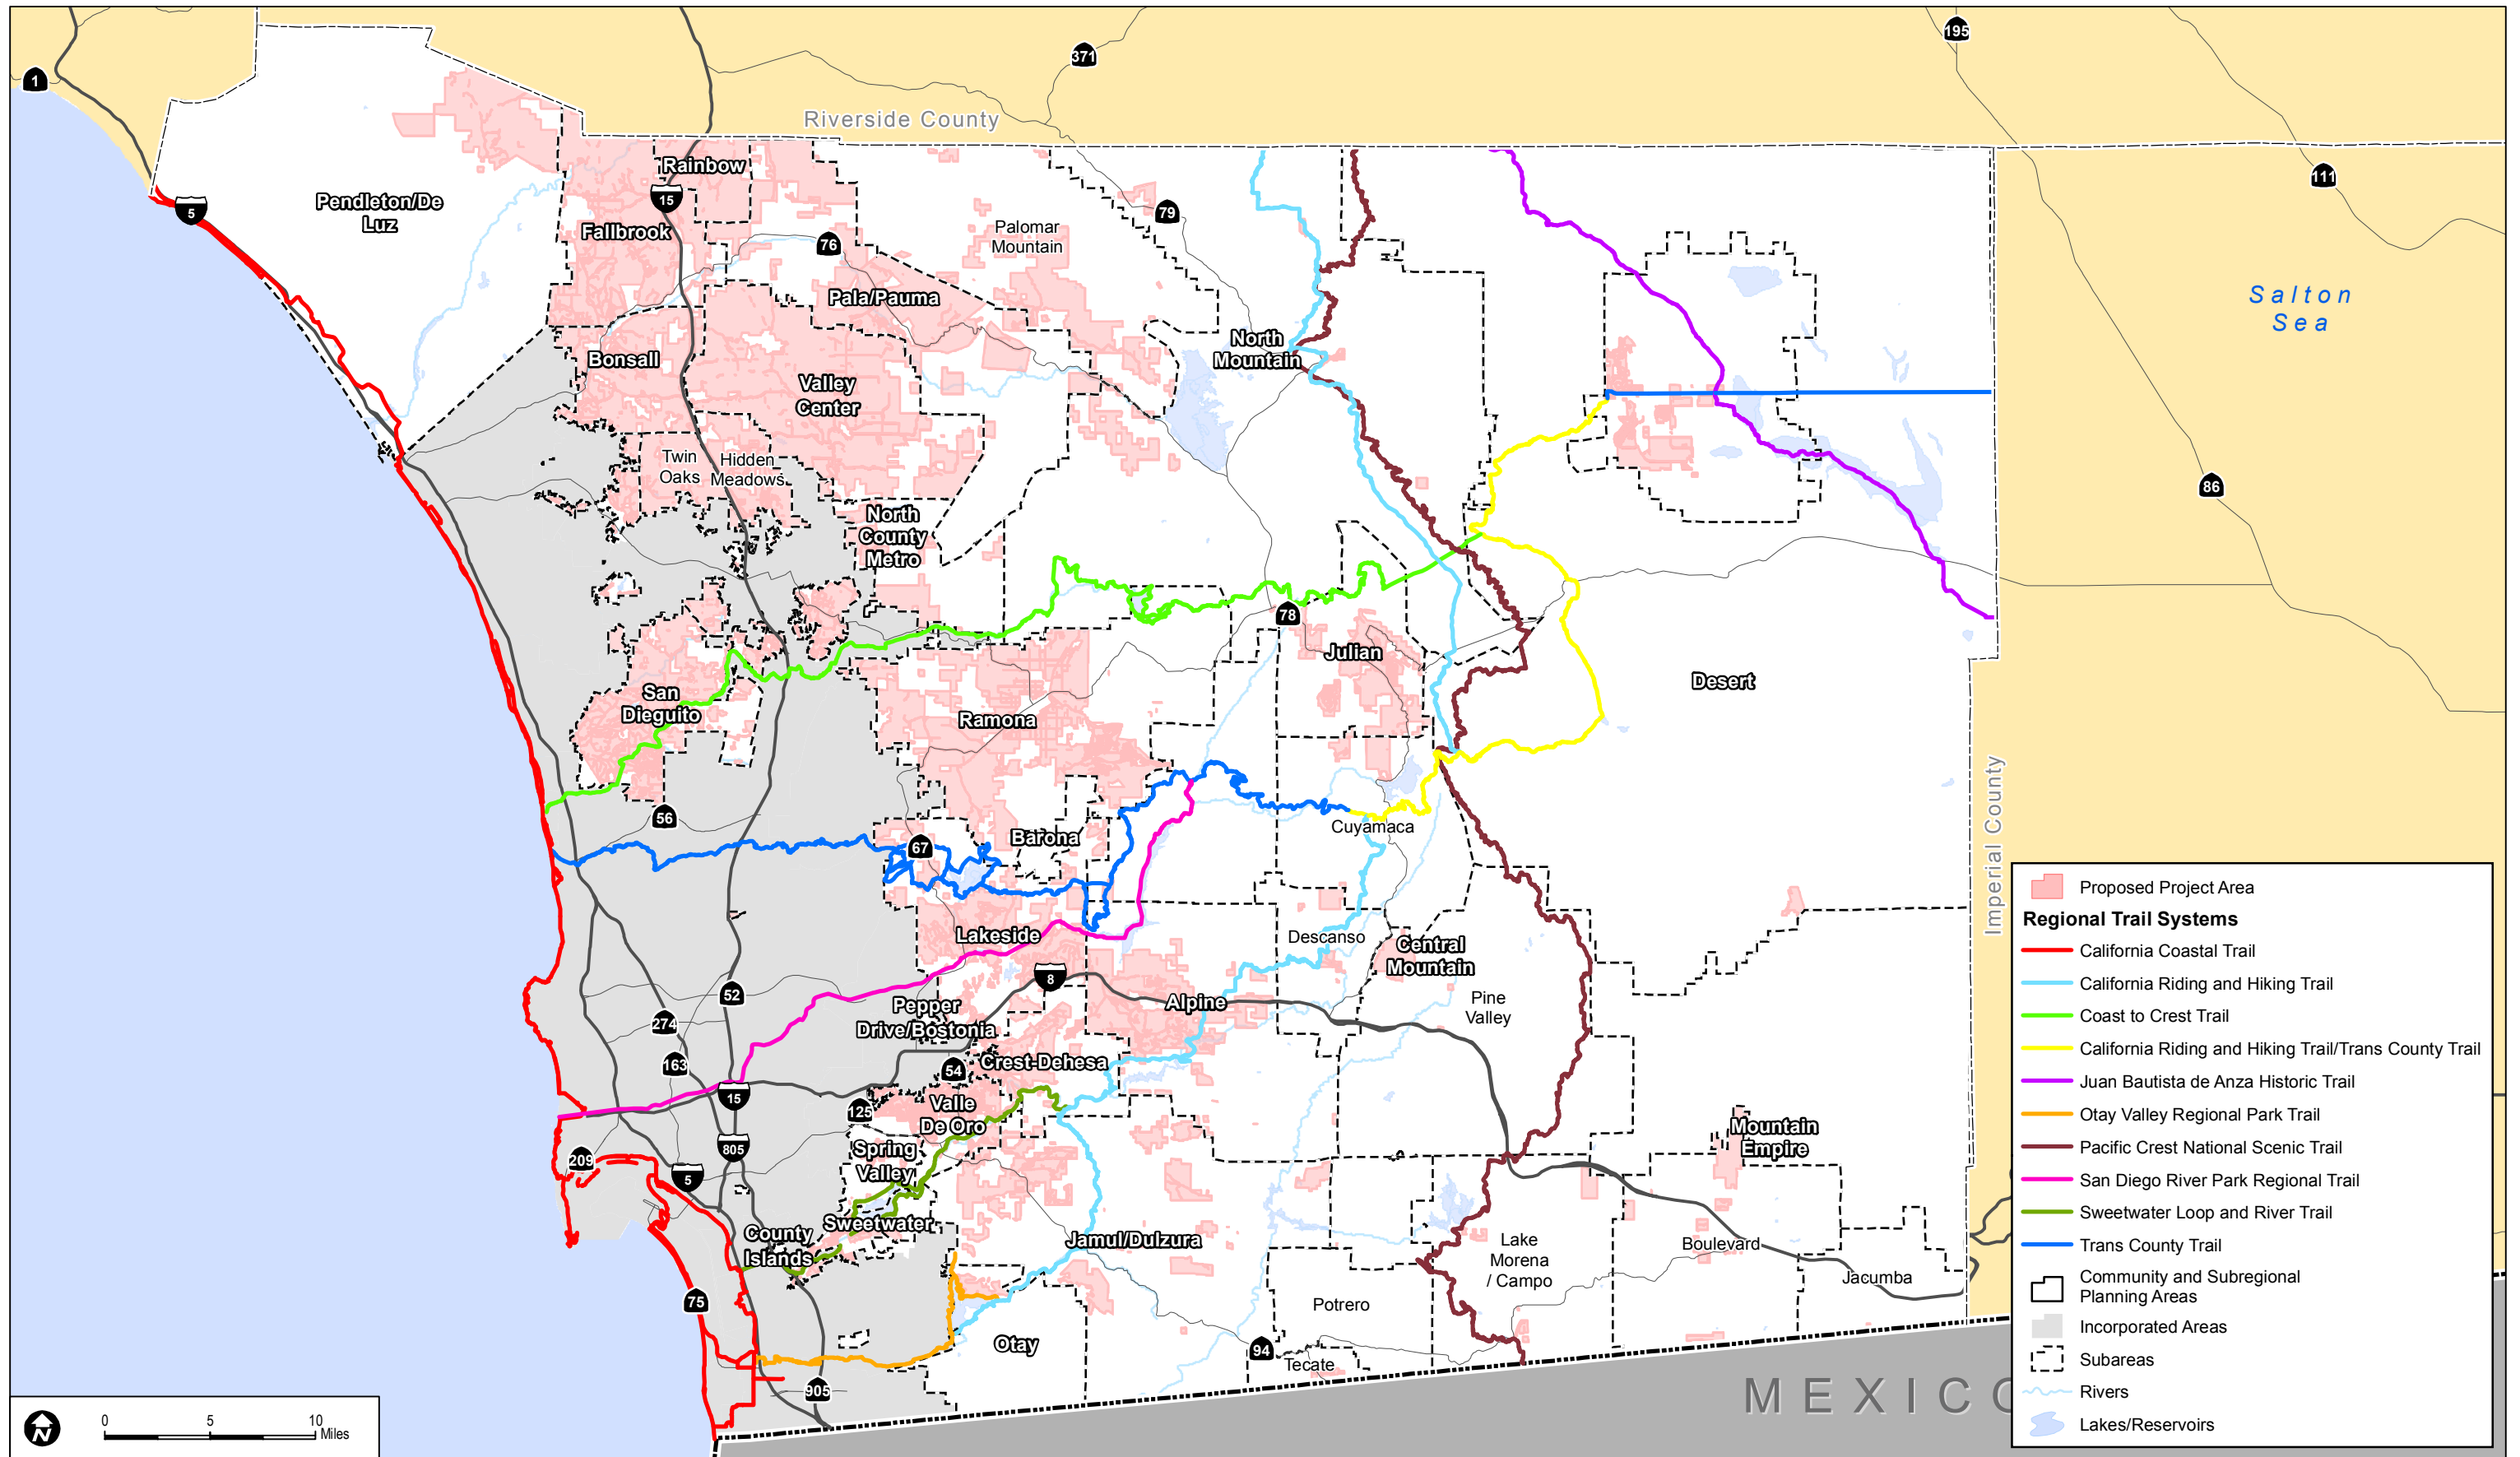 1
371
195
Riverside County
Rainbow
111
15
Pendleton/De
Luz
5
79
Fallbrook
Palomar
Mountain
76
Salton
Sea
Pala/Pauma
North
Mountain
Bonsall
Valley
Center
Twin
Oaks
Hidden
Meadows
86
North
County
Metro
78
Julian
Desert
San
Dieguito
Ramona
56
Cuyamaca
Barona
67
Imperial County
Lakeside
Descanso
Central
Mountain
8
52
Pepper
Drive/Bostonia
Alpine
Pine
Valley
274
163
54
Crest-Dehesa
15
125
Valle
De Oro
Mountain
Empire
805
Spring
Valley
209
5
Sweetwater
County
Islands
Jamul/Dulzura
Lake
Morena
/ Campo
Boulevard
Jacumba
75
Potrero
Otay
94
Tecate
905
MEXICO
N
0 5 10
Miles
Proposed Project Area
Regional Trail Systems
California Coastal Trail
California Riding and Hiking Trail
Coast to Crest Trail
California Riding and Hiking Trail/Trans County Trail
Juan Bautista de Anza Historic Trail
Otay Valley Regional Park Trail
Pacific Crest National Scenic Trail
San Diego River Park Regional Trail
Sweetwater Loop and River Trail
Trans County Trail
Community and Subregional
Planning Areas
Incorporated Areas
Subareas
Rivers
Lakes/Reservoirs